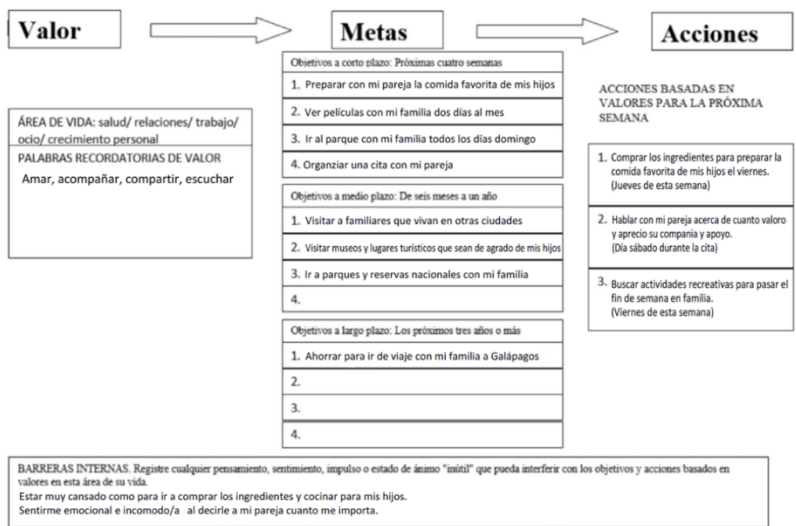 Valor
Metas
Acciones
ÁREA DE VIDA: salud/ relaciones/ trabajo/
ocio/ crecimiento personal
PALABRAS RECORDATORIAS DE VALOR
Amar, acompañar, compartir, escuchar
Objetivos a corto plazo: Próximas cuatro semanas
1. Preparar con mi pareja la comida favorita de mis hijos
2. Ver películas con mi familia dos días al mes
3. Ir al parque con mi familia todos los días domingo
4. Organziar una cita con mi pareja
Objetivos a medio plazo: De seis meses a un año
1. Visitar a familiares que vivan en otras ciudades
2. Visitar museos y lugares turísticos que sean de agrado de mis hijos
3. Ir a parques y reservas nacionales con mi familia
4.
Objetivos a largo plazo: Los próximos tres años o más
1. Ahorrar para ir de viaje con mi familia a Galápagos
2.
3.
4.
ACCIONES BASADAS EN
VALORES PARA LA PRÓXIMA
SEMANA
1. Comprar los ingredientes para preparar la
comida favorita de mis hijos el viernes.
(Jueves de esta semana)
2. Hablar con mi pareja acerca de cuanto valoro
y aprecio su compania y apoyo.
(Día sábado durante la cita)
3. Buscar actividades recreativas para pasar el
fin de semana en família.
(Viernes de esta semana)
BARRERAS INTERNAS. Registre cualquier pensamiento, sentimiento, impulso o estado de ánimo "inútil" que pueda interferir con los objetivos y acciones basados en
valores en esta área de su vida.
Estar muy cansado como para ir a comprar los ingredientes y cocinar para mis hijos.
Sentirme emocional e incomodo/a al decirle a mi pareja cuanto me importa.